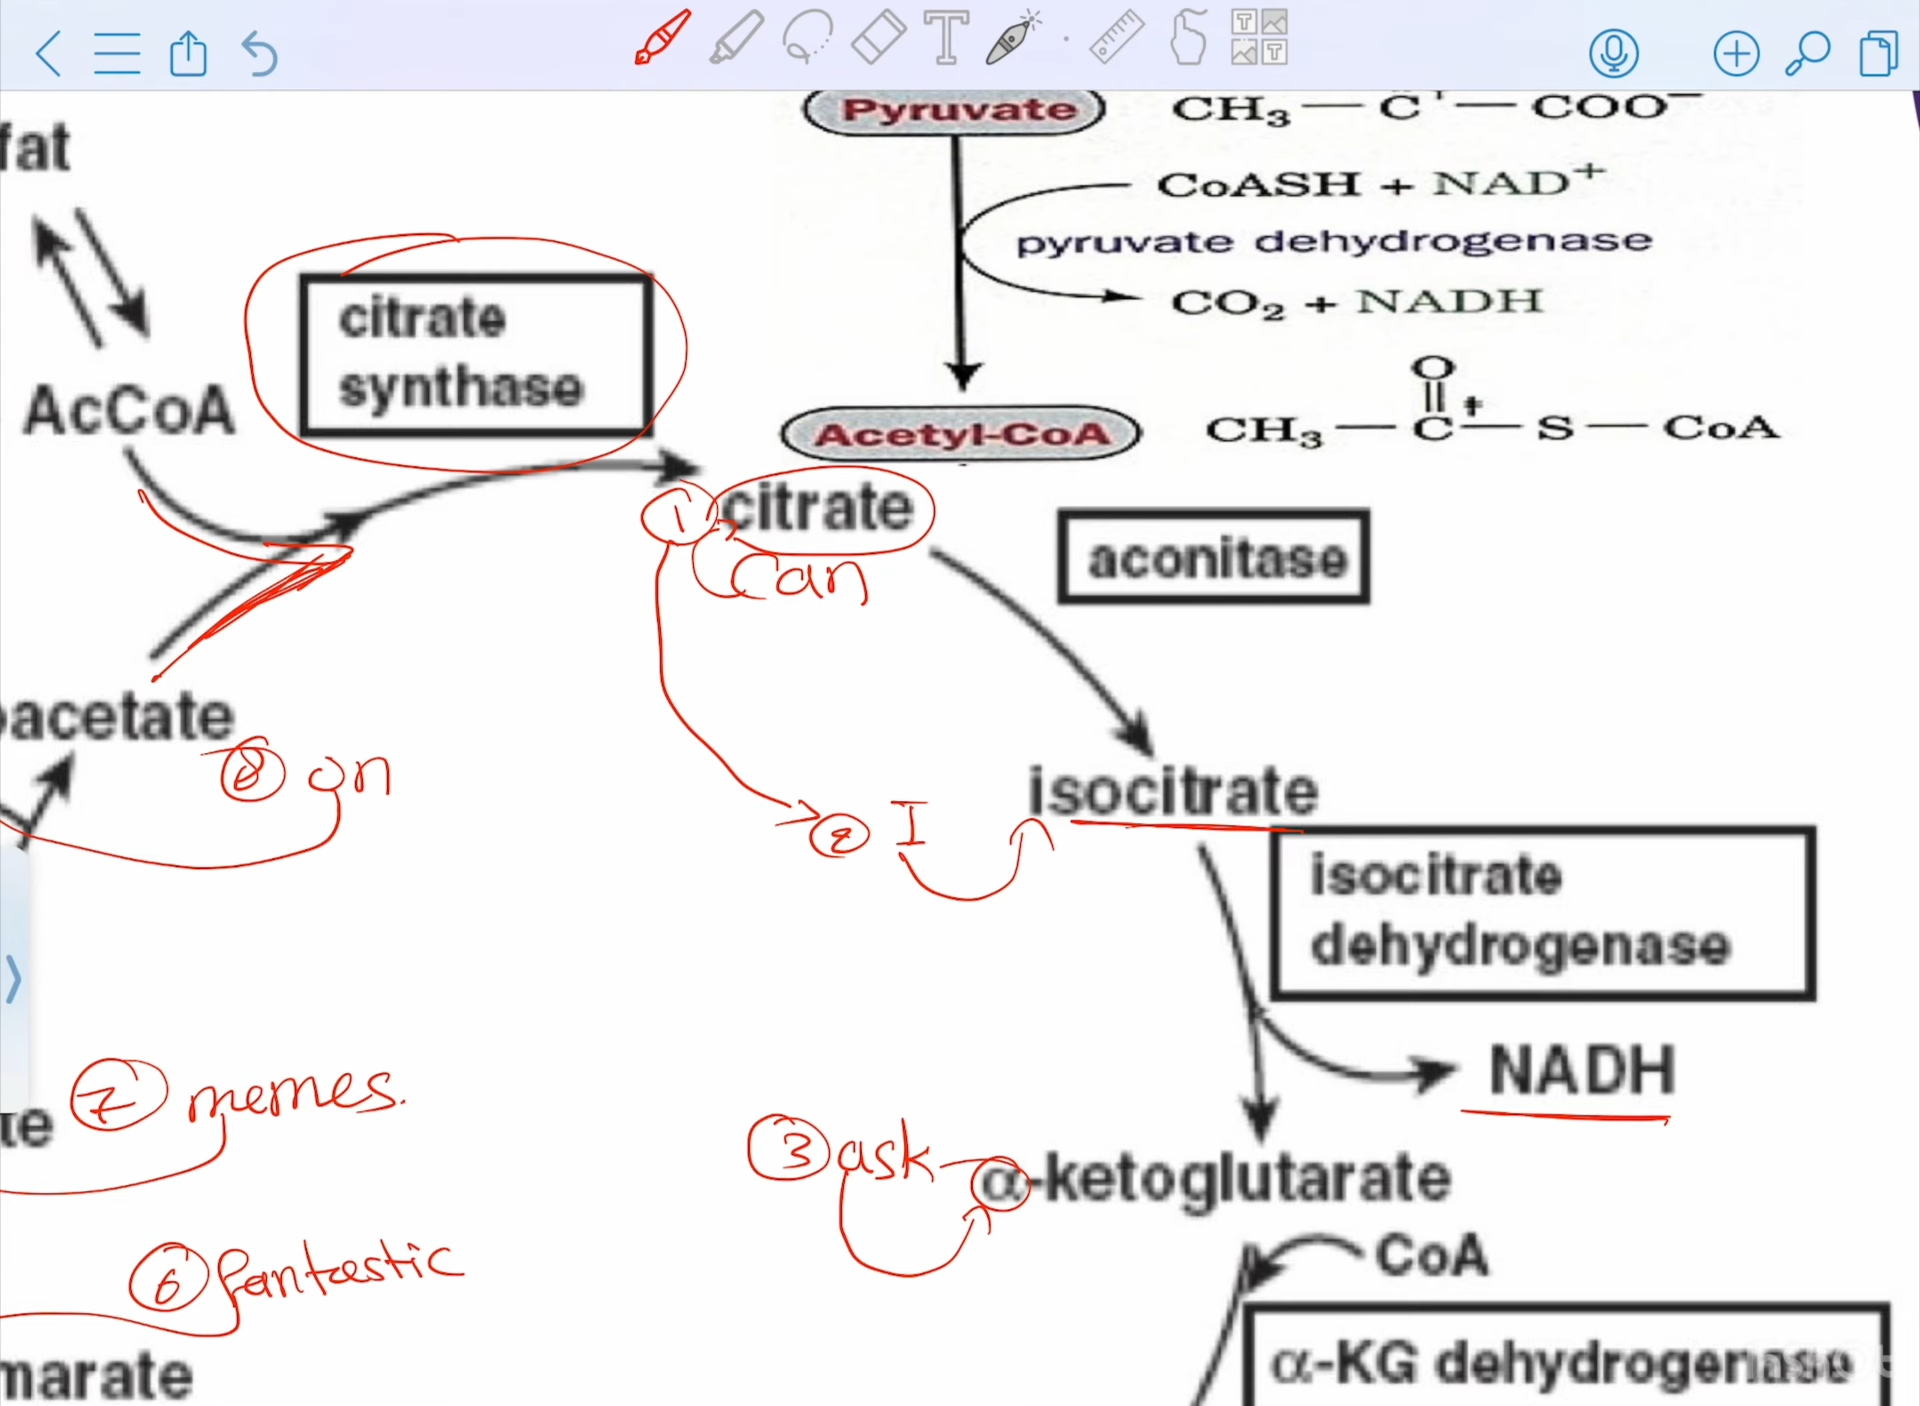 Pyruvate
CH₃ — C — COO⁻
fat
CoASH + NAD⁺
pyruvate dehydrogenase
CO₂ + NADH
citrate
synthase
AcCoA
O
Acetyl-CoA
CH₃ — C — S — CoA
① citrate
can
aconitase
acetate
⑧ on
isocitrate
② I
isocitrate
dehydrogenase
NADH
⑦ memes.
te
③ ask
α-ketoglutarate
CoA
⑥ fantastic
marate
α-KG dehydrogenase